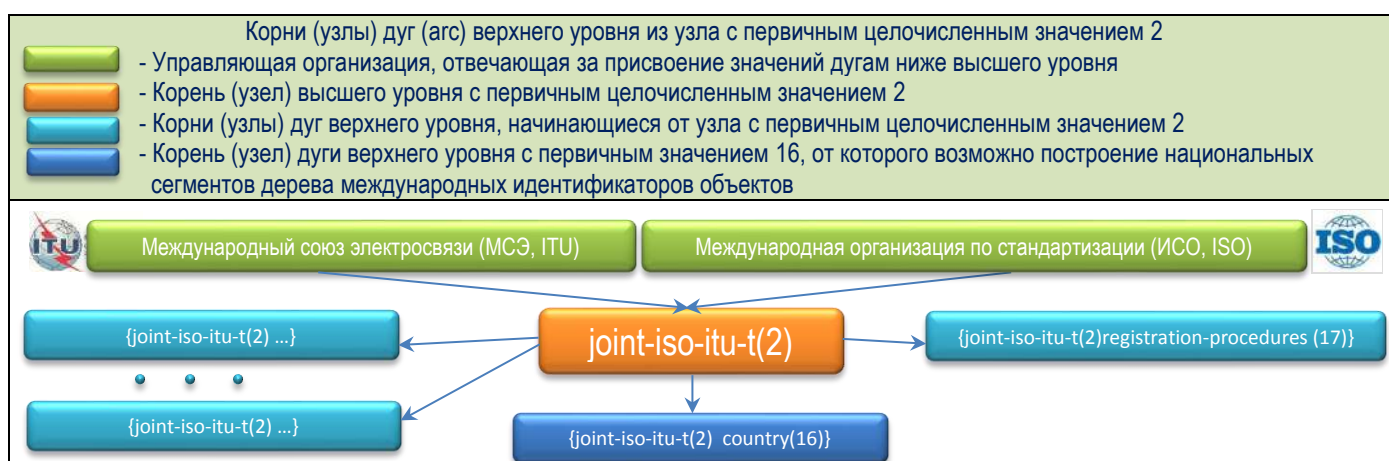 Корни (узлы) дуг (arc) верхнего уровня из узла с первичным целочисленным значением 2
- Управляющая организация, отвечающая за присвоение значений дугам ниже высшего уровня
- Корень (узел) высшего уровня с первичным целочисленным значением 2
- Корни (узлы) дуг верхнего уровня, начинающиеся от узла с первичным целочисленным значением 2
- Корень (узел) дуги верхнего уровня с первичным значением 16, от которого возможно построение национальных
сегментов дерева международных идентификаторов объектов
ITU
Международный союз электросвязи (МСЭ, ITU)
Международная организация по стандартизации (ИСО, ISO)
ISO
{joint-iso-itu-t(2) ...}
joint-iso-itu-t(2)
{joint-iso-itu-t(2)registration-procedures (17)}
{joint-iso-itu-t(2) ...}
{joint-iso-itu-t(2) country(16)}